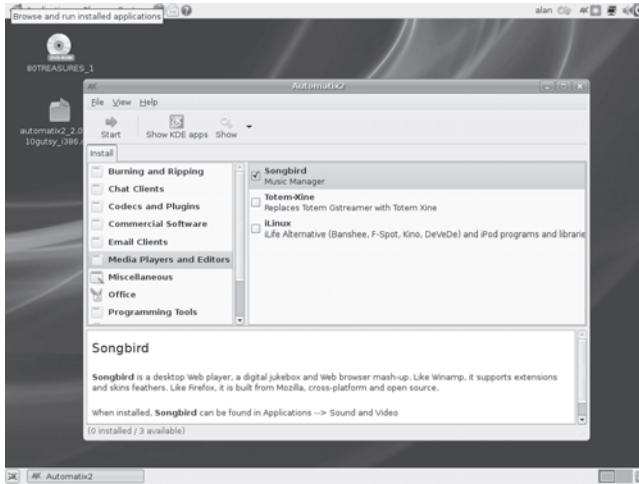 Browse and run installed applications
alan
80TREASURES_1
automatix2_2.0
10gutsy_i386.
Automatix2
File View Help
Start Show KDE apps Show
Install
Burning and Ripping
Chat Clients
Codecs and Plugins
Commercial Software
Email Clients
Media Players and Editors
Miscellaneous
Office
Programming Tools
Songbird
Music Manager
Totem-Xine
Replaces Totem Gstreamer with Totem Xine
iLinux
iLife Alternative (Banshee, F-Spot, Kino, DeVeDe) and iPod programs and librarie
Songbird
Songbird is a desktop Web player, a digital jukebox and Web browser mash-up. Like Winamp, it supports extensions
and skins feathers. Like Firefox, it is built from Mozilla, cross-platform and open source.
When installed, Songbird can be found in Applications --> Sound and Video
(0 installed / 3 available)
Automatix2